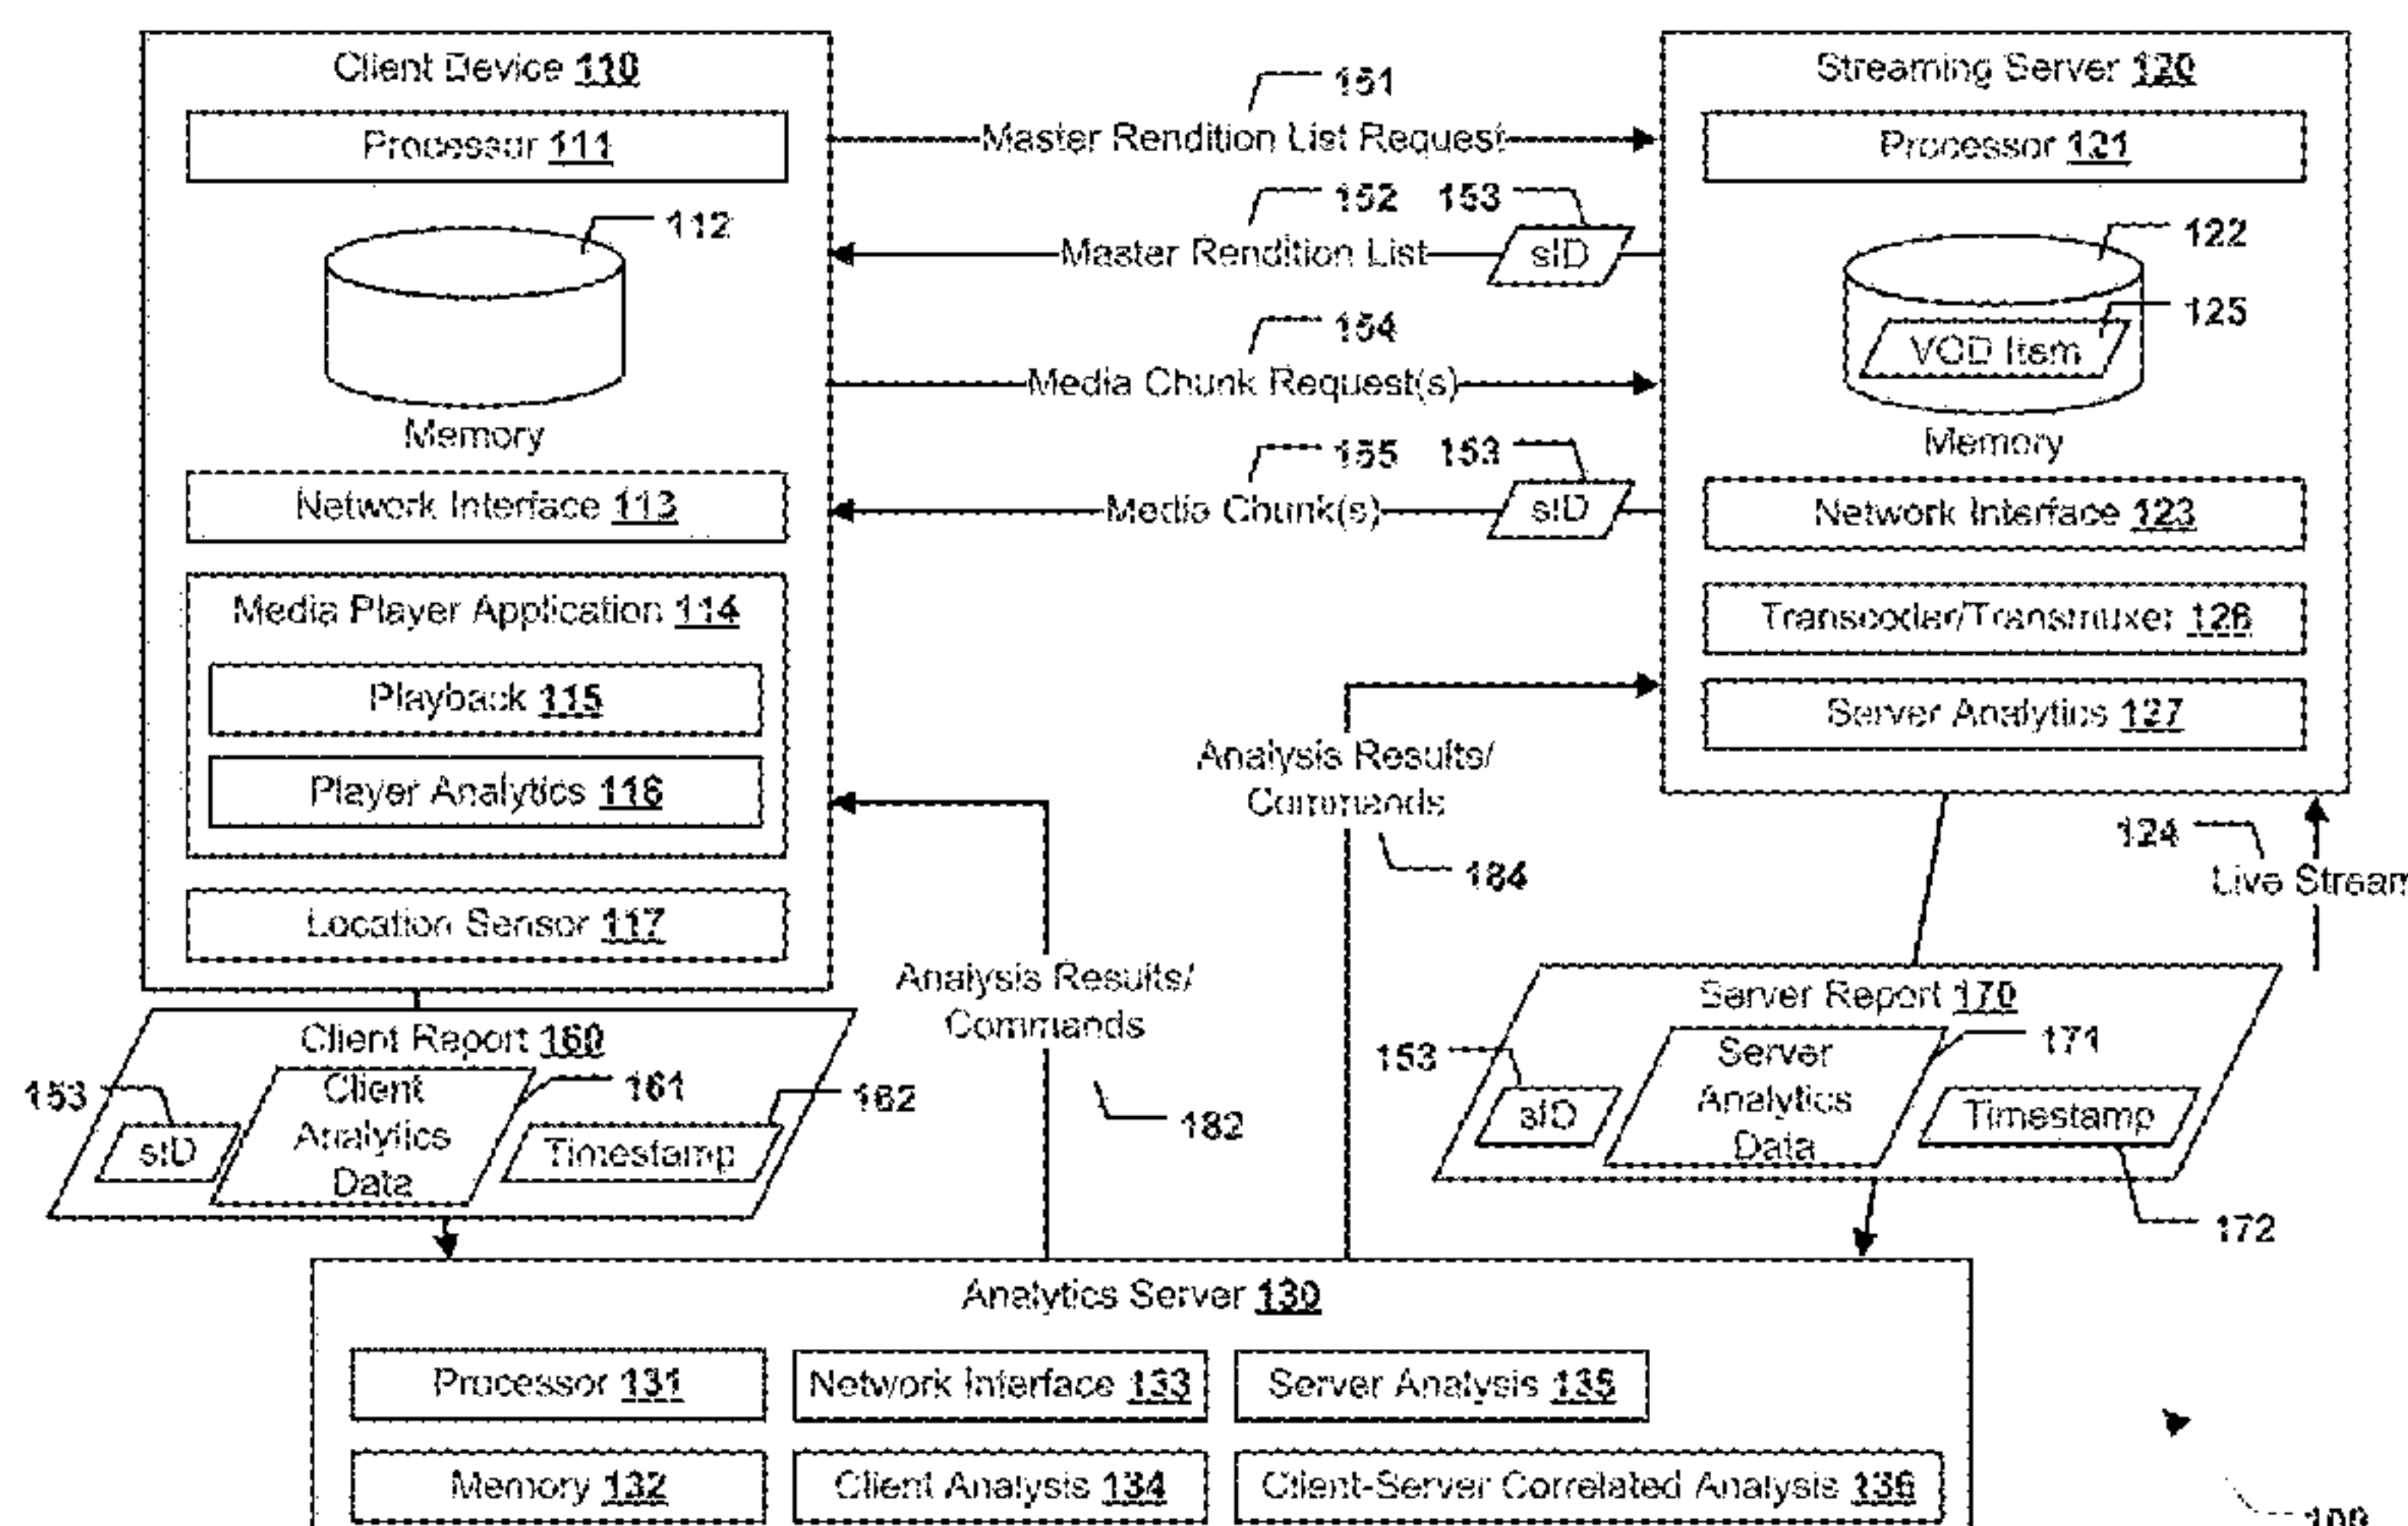 Client Device 110
Processor 111
112
Memory
Network Interface 113
Media Player Application 114
Playback 115
Player Analytics 116
Location Sensor 117
151
Master Rendition List Request
152
153
Master Rendition List
sID
154
Media Chunk Request(s)
155
153
Media Chunk(s)
sID
Streaming Server 120
Processor 121
122
125
VOD Item
Memory
Network Interface 123
Transcoder/Transmuxer 126
Server Analytics 127
Analysis Results/
Commands
184
124
Live Stream
Analysis Results/
Commands
182
Client Report 160
153
sID
Client
Analytics
Data
161
Timestamp
162
Server Report 170
153
sID
Server
Analytics
Data
171
Timestamp
172
Analytics Server 130
Processor 131
Network Interface 133
Server Analysis 135
Memory 132
Client Analysis 134
Client-Server Correlated Analysis 136